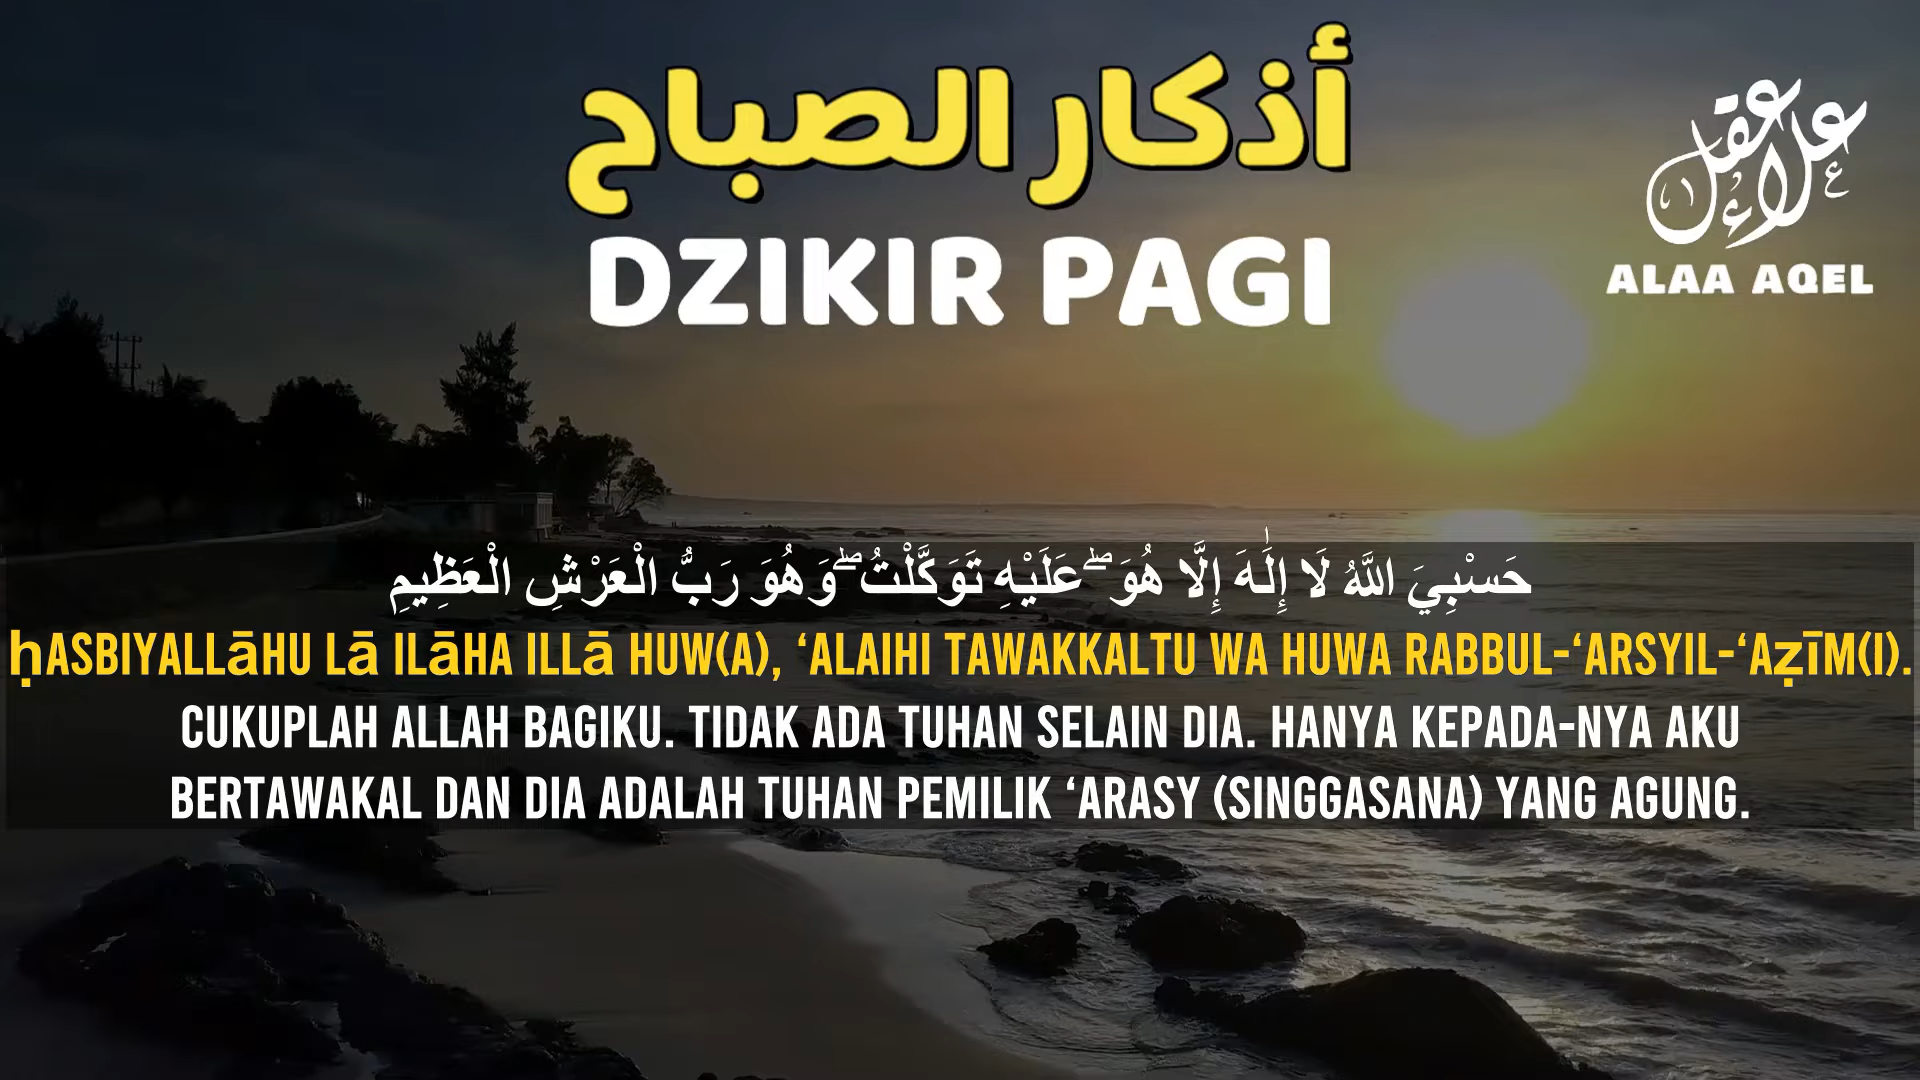 أذكار الصباح
DZIKIR PAGI
علاء عقل
ALAA AQEL
حَسْبِيَ اللَّهُ لَا إِلَٰهَ إِلَّا هُوَ ۖ عَلَيْهِ تَوَكَّلْتُ ۖ وَهُوَ رَبُّ الْعَرْشِ الْعَظِيمِ
ḥASBIYALLāHU Lā ILāHA ILLā HUW(A), ‘ALAIHI TAWAKKALTU WA HUWA RABBUL-‘ARSYIL-‘AẓīM(I).
CUKUPLAH ALLAH BAGIKU. TIDAK ADA TUHAN SELAIN DIA. HANYA KEPADA-NYA AKU
BERTAWAKAL DAN DIA ADALAH TUHAN PEMILIK ‘ARASY (SINGGASANA) YANG AGUNG.